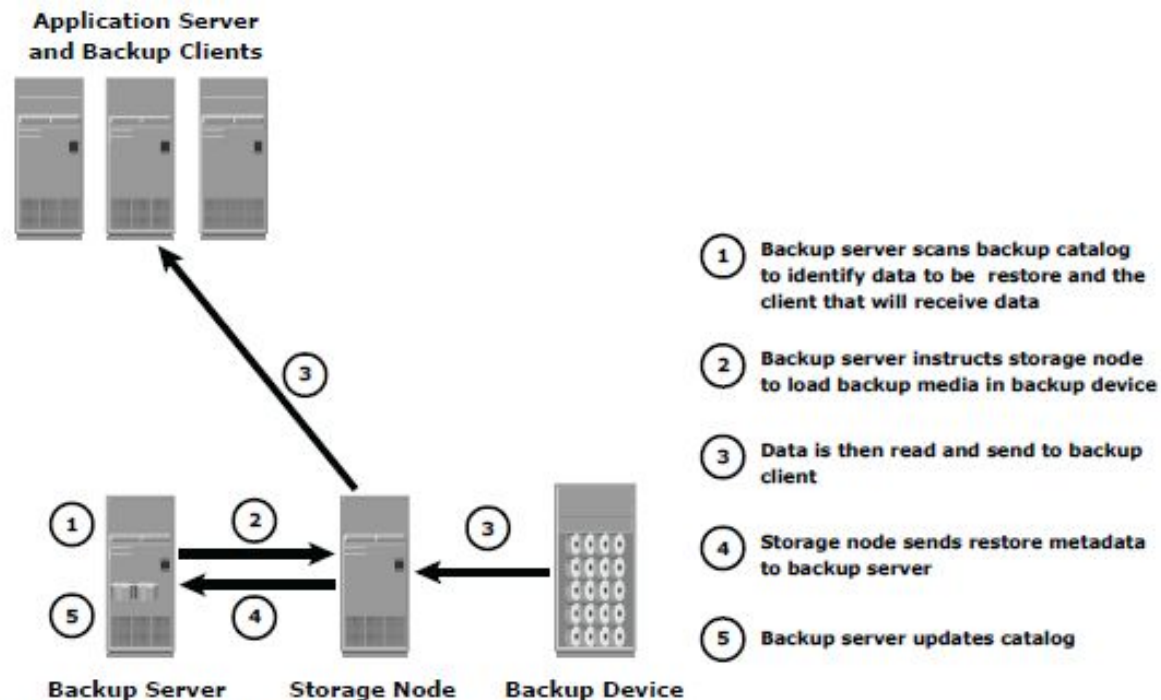 Application Server
and Backup Clients
3
1
2
3
5
4
Backup Server
Storage Node
Backup Device
1
Backup server scans backup catalog
to identify data to be restore and the
client that will receive data
2
Backup server instructs storage node
to load backup media in backup device
3
Data is then read and send to backup
client
4
Storage node sends restore metadata
to backup server
5
Backup server updates catalog